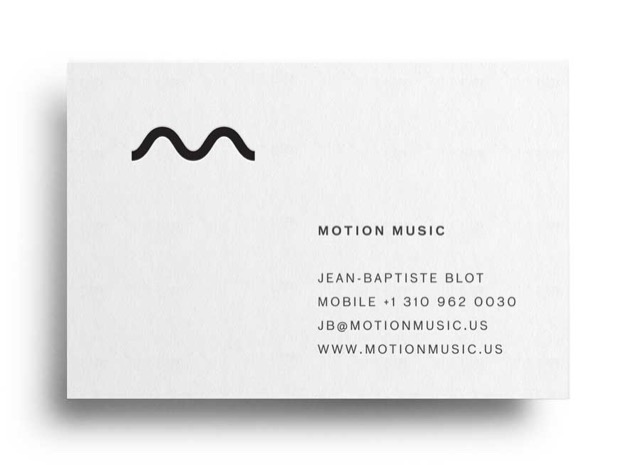 MOTION MUSIC
JEAN-BAPTISTE BLOT
MOBILE +1 310 962 0030
JB@MOTIONMUSIC.US
WWW.MOTIONMUSIC.US